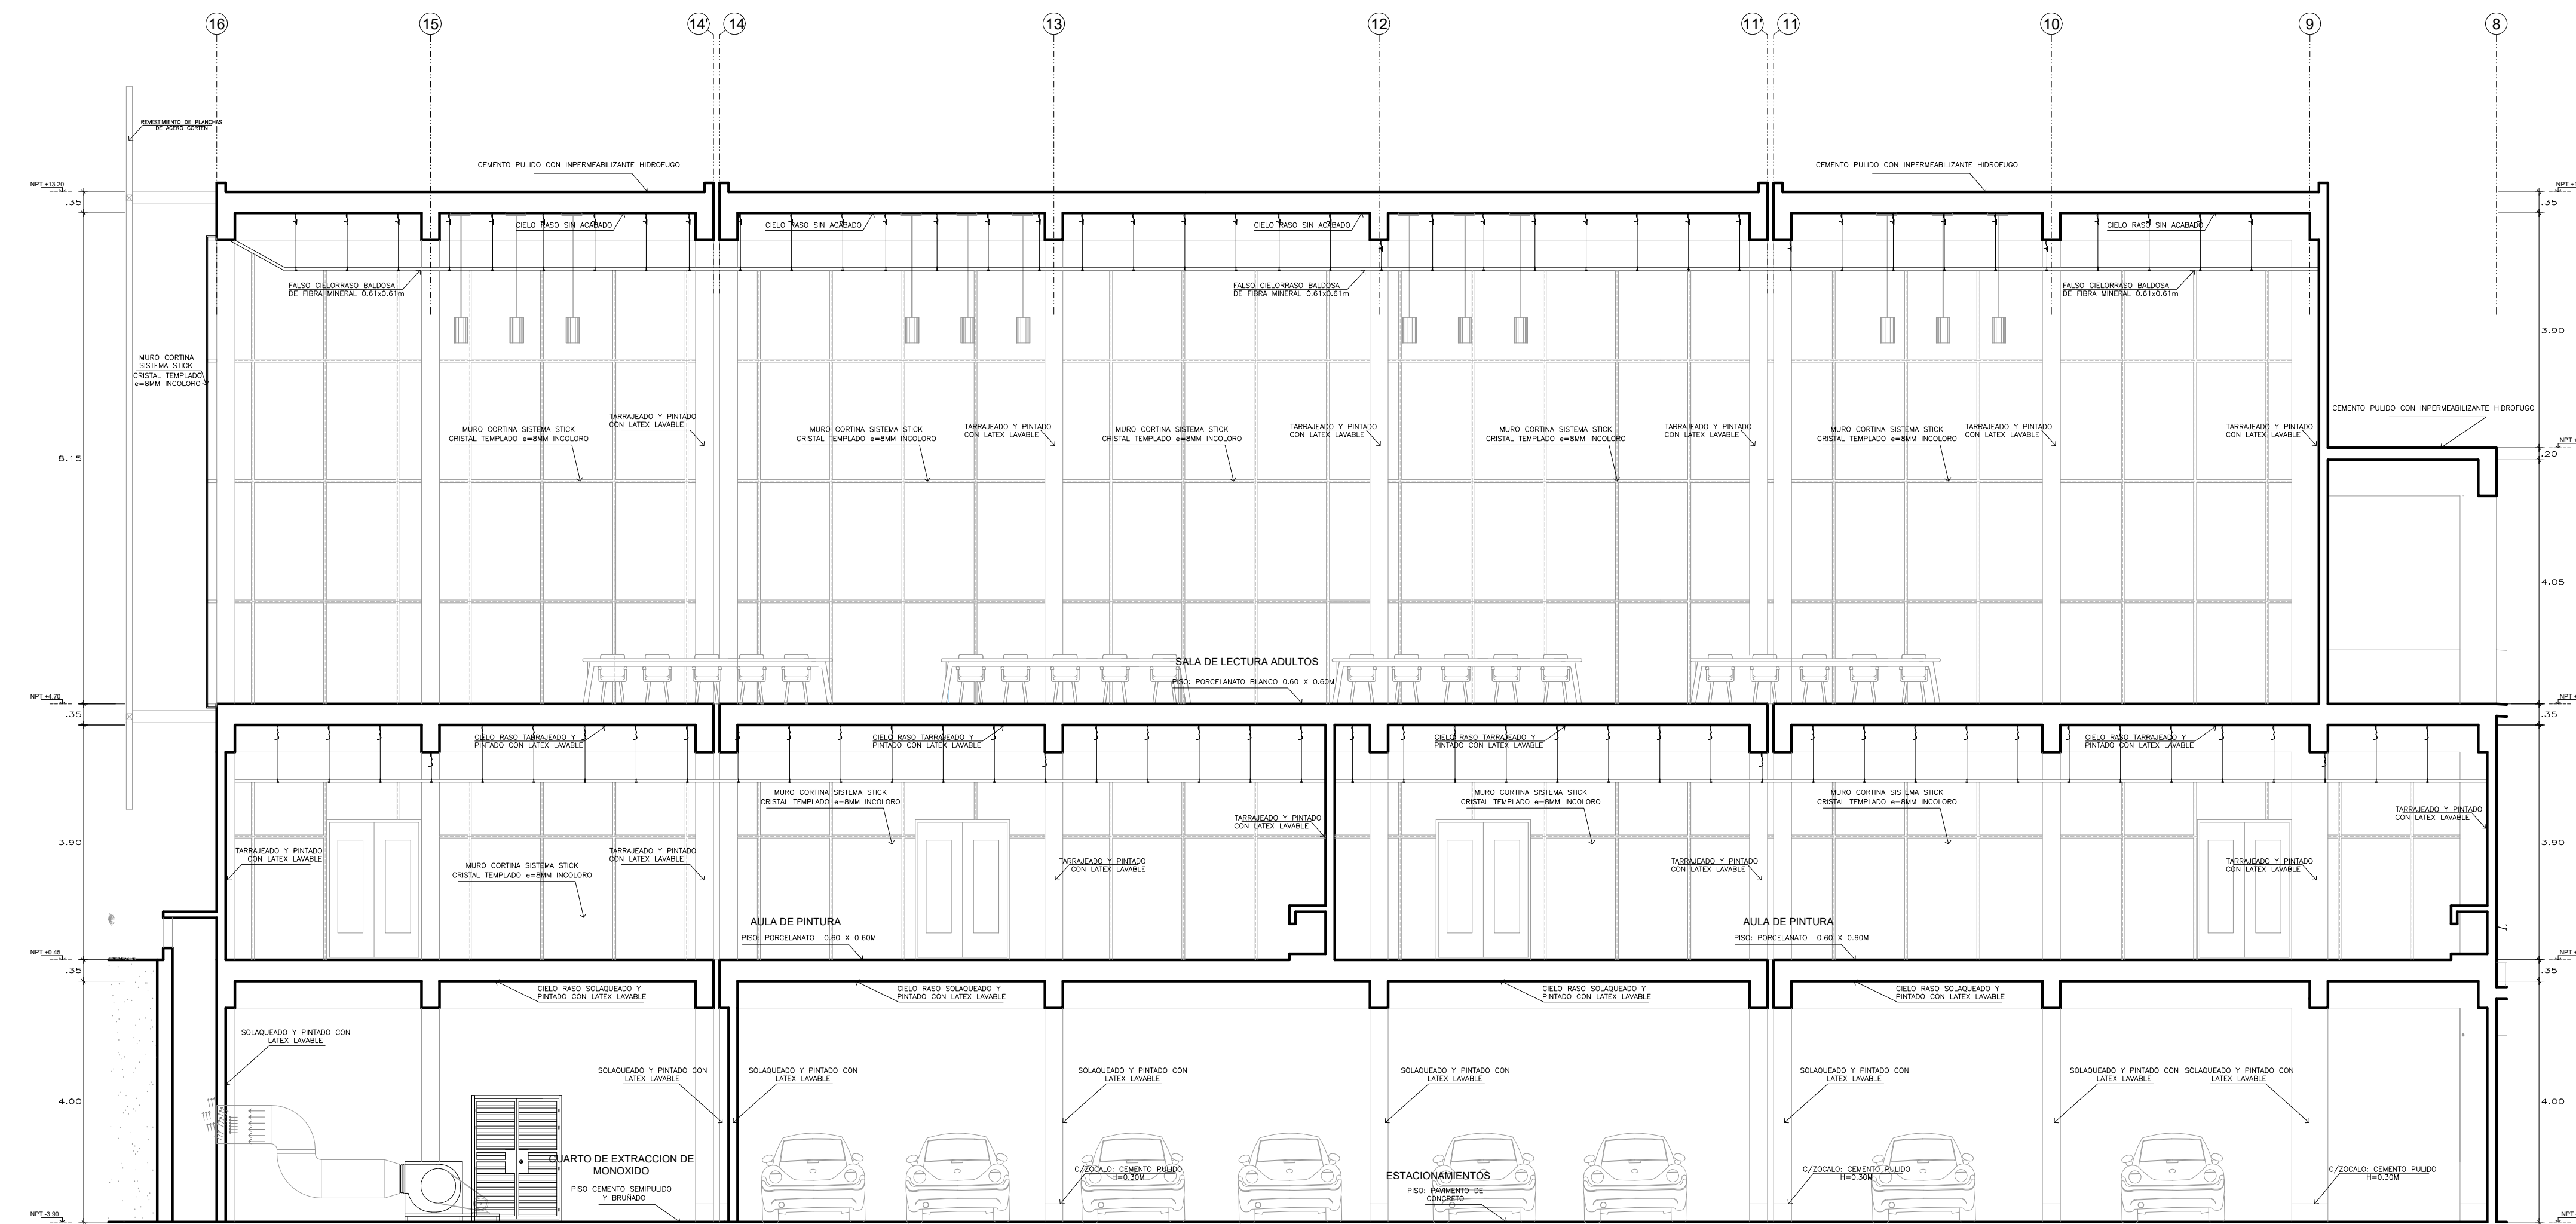 16
15
14'
14
13
12
11'
11
10
9
8
REVESTIMIENTO DE PLANCHAS
DE ACERO CORTEN
CEMENTO PULIDO CON INPERMEABILIZANTE HIDROFUGO
CEMENTO PULIDO CON INPERMEABILIZANTE HIDROFUGO
NPT +13.20
.35
.35
CIELO RASO SIN ACABADO
CIELO RASO SIN ACABADO
CIELO RASO SIN ACABADO
CIELO RASO SIN ACABADO
FALSO CIELORRASO BALDOSA
DE FIBRA MINERAL 0.61x0.61m
FALSO CIELORRASO BALDOSA
DE FIBRA MINERAL 0.61x0.61m
FALSO CIELORRASO BALDOSA
DE FIBRA MINERAL 0.61x0.61m
3.90
MURO CORTINA
SISTEMA STICK
CRISTAL TEMPLADO
e=8MM INCOLORO
CEMENTO PULIDO CON INPERMEABILIZANTE HIDROFUGO
MURO CORTINA SISTEMA STICK
CRISTAL TEMPLADO e=8MM INCOLORO
TARRAJEADO Y PINTADO
CON LATEX LAVABLE
MURO CORTINA SISTEMA STICK
CRISTAL TEMPLADO e=8MM INCOLORO
TARRAJEADO Y PINTADO
CON LATEX LAVABLE
MURO CORTINA SISTEMA STICK
CRISTAL TEMPLADO e=8MM INCOLORO
TARRAJEADO Y PINTADO
CON LATEX LAVABLE
MURO CORTINA SISTEMA STICK
CRISTAL TEMPLADO e=8MM INCOLORO
TARRAJEADO Y PINTADO
CON LATEX LAVABLE
MURO CORTINA SISTEMA STICK
CRISTAL TEMPLADO e=8MM INCOLORO
TARRAJEADO Y PINTADO
CON LATEX LAVABLE
TARRAJEADO Y PINTADO
CON LATEX LAVABLE
8.15
.20
4.05
SALA DE LECTURA ADULTOS
PISO: PORCELANATO BLANCO 0.60 X 0.60M
NPT +4.70
.35
.35
CIELO RASO TARRAJEADO Y
PINTADO CON LATEX LAVABLE
CIELO RASO TARRAJEADO Y
PINTADO CON LATEX LAVABLE
CIELO RASO TARRAJEADO Y
PINTADO CON LATEX LAVABLE
CIELO RASO TARRAJEADO Y
PINTADO CON LATEX LAVABLE
MURO CORTINA SISTEMA STICK
CRISTAL TEMPLADO e=8MM INCOLORO
MURO CORTINA SISTEMA STICK
CRISTAL TEMPLADO e=8MM INCOLORO
MURO CORTINA SISTEMA STICK
CRISTAL TEMPLADO e=8MM INCOLORO
TARRAJEADO Y PINTADO
CON LATEX LAVABLE
TARRAJEADO Y PINTADO
CON LATEX LAVABLE
3.90
3.90
TARRAJEADO Y PINTADO
CON LATEX LAVABLE
MURO CORTINA SISTEMA STICK
CRISTAL TEMPLADO e=8MM INCOLORO
TARRAJEADO Y PINTADO
CON LATEX LAVABLE
TARRAJEADO Y PINTADO
CON LATEX LAVABLE
TARRAJEADO Y PINTADO
CON LATEX LAVABLE
TARRAJEADO Y PINTADO
CON LATEX LAVABLE
AULA DE PINTURA
PISO: PORCELANATO 0.60 X 0.60M
AULA DE PINTURA
PISO: PORCELANATO 0.60 X 0.60M
NPT +0.45
.35
.35
CIELO RASO SOLAQUEADO Y
PINTADO CON LATEX LAVABLE
CIELO RASO SOLAQUEADO Y
PINTADO CON LATEX LAVABLE
CIELO RASO SOLAQUEADO Y
PINTADO CON LATEX LAVABLE
CIELO RASO SOLAQUEADO Y
PINTADO CON LATEX LAVABLE
SOLAQUEADO Y PINTADO CON
LATEX LAVABLE
SOLAQUEADO Y PINTADO CON
LATEX LAVABLE
SOLAQUEADO Y PINTADO CON
LATEX LAVABLE
SOLAQUEADO Y PINTADO CON
LATEX LAVABLE
SOLAQUEADO Y PINTADO CON
LATEX LAVABLE
SOLAQUEADO Y PINTADO CON
LATEX LAVABLE
SOLAQUEADO Y PINTADO CON
LATEX LAVABLE
SOLAQUEADO Y PINTADO CON
LATEX LAVABLE
4.00
4.00
CUARTO DE EXTRACCION DE
MONOXIDO
PISO CEMENTO SEMIPULIDO
Y BRUÑADO
C/ZOCALO: CEMENTO PULIDO
H=0.30M
ESTACIONAMIENTOS
PISO: PAVIMENTO DE
CONCRETO
C/ZOCALO: CEMENTO PULIDO
H=0.30M
C/ZOCALO: CEMENTO PULIDO
H=0.30M
NPT -3.90
NPT